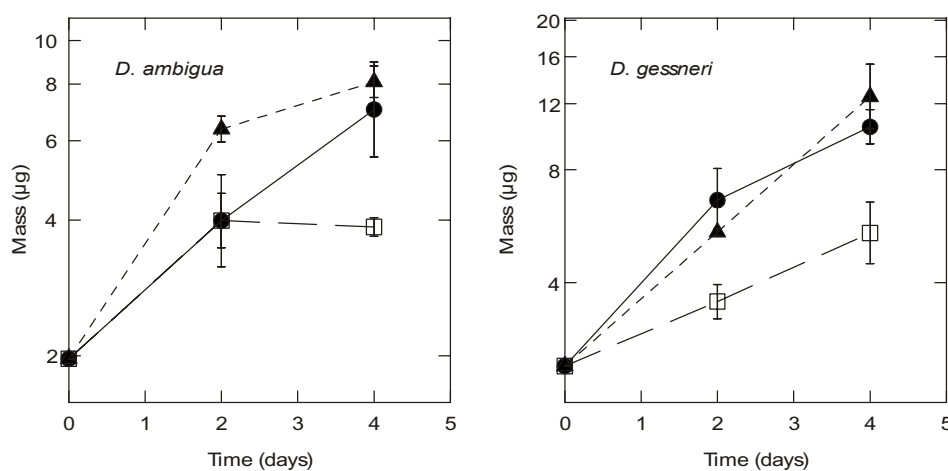 10
8
6
4
2
Mass (µg)
D. ambigua
0 1 2 3 4 5
Time (days)
20
16
12
8
4
Mass (µg)
D. gessneri
0 1 2 3 4 5
Time (days)